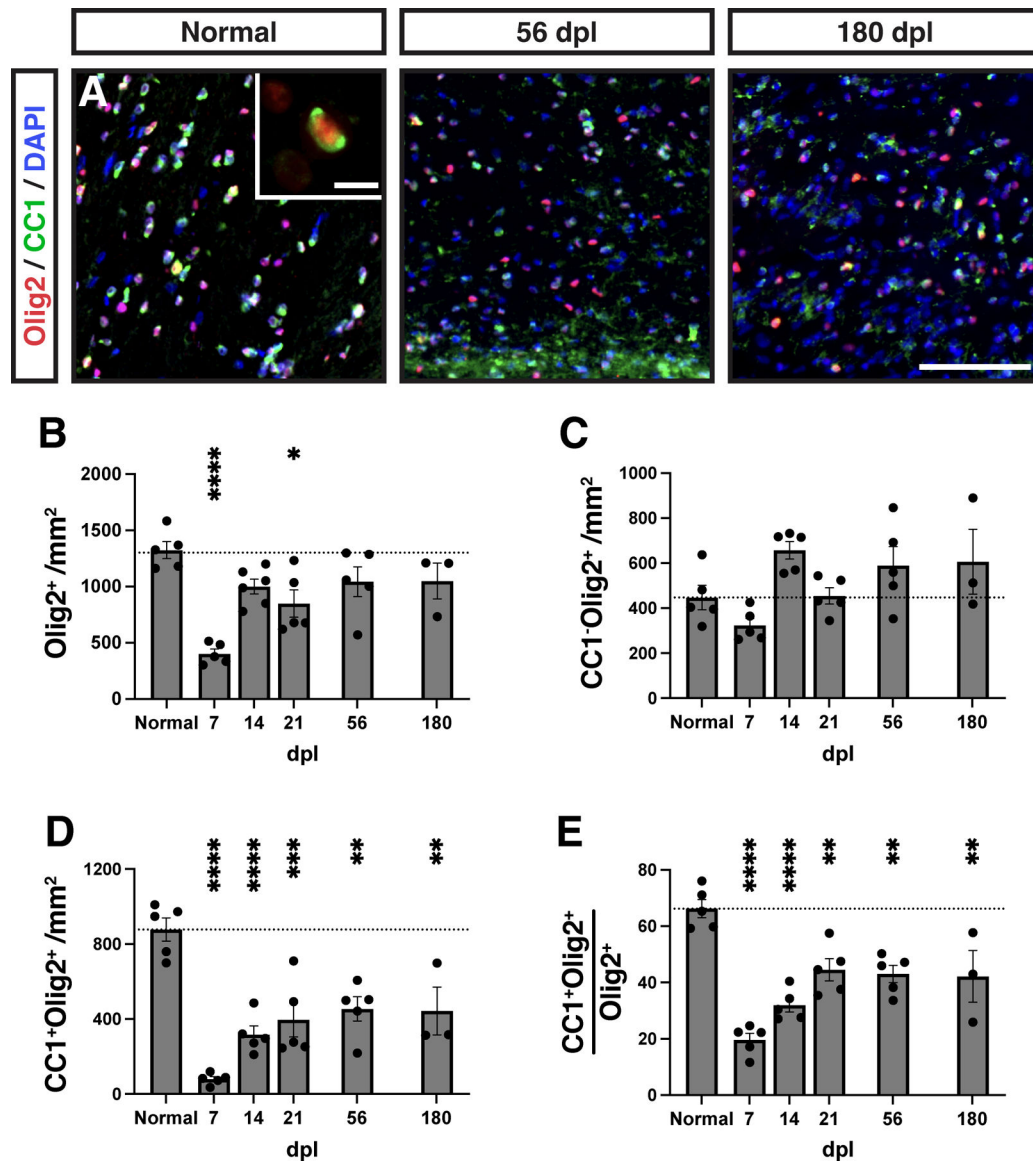 Normal
56 dpl
180 dpl
Olig2 / CC1 / DAPI
A
B
Olig2⁺ /mm²
2000
1500
1000
500
0
****
*
Normal 7 14 21 56 180
dpl
C
CC1⁻Olig2⁺ /mm²
1000
800
600
400
200
0
Normal 7 14 21 56 180
dpl
D
CC1⁺Olig2⁺ /mm²
1200
800
400
0
****
****
***
**
**
Normal 7 14 21 56 180
dpl
E
CC1⁺Olig2⁺
Olig2⁺
80
60
40
20
0
****
****
**
**
**
Normal 7 14 21 56 180
dpl